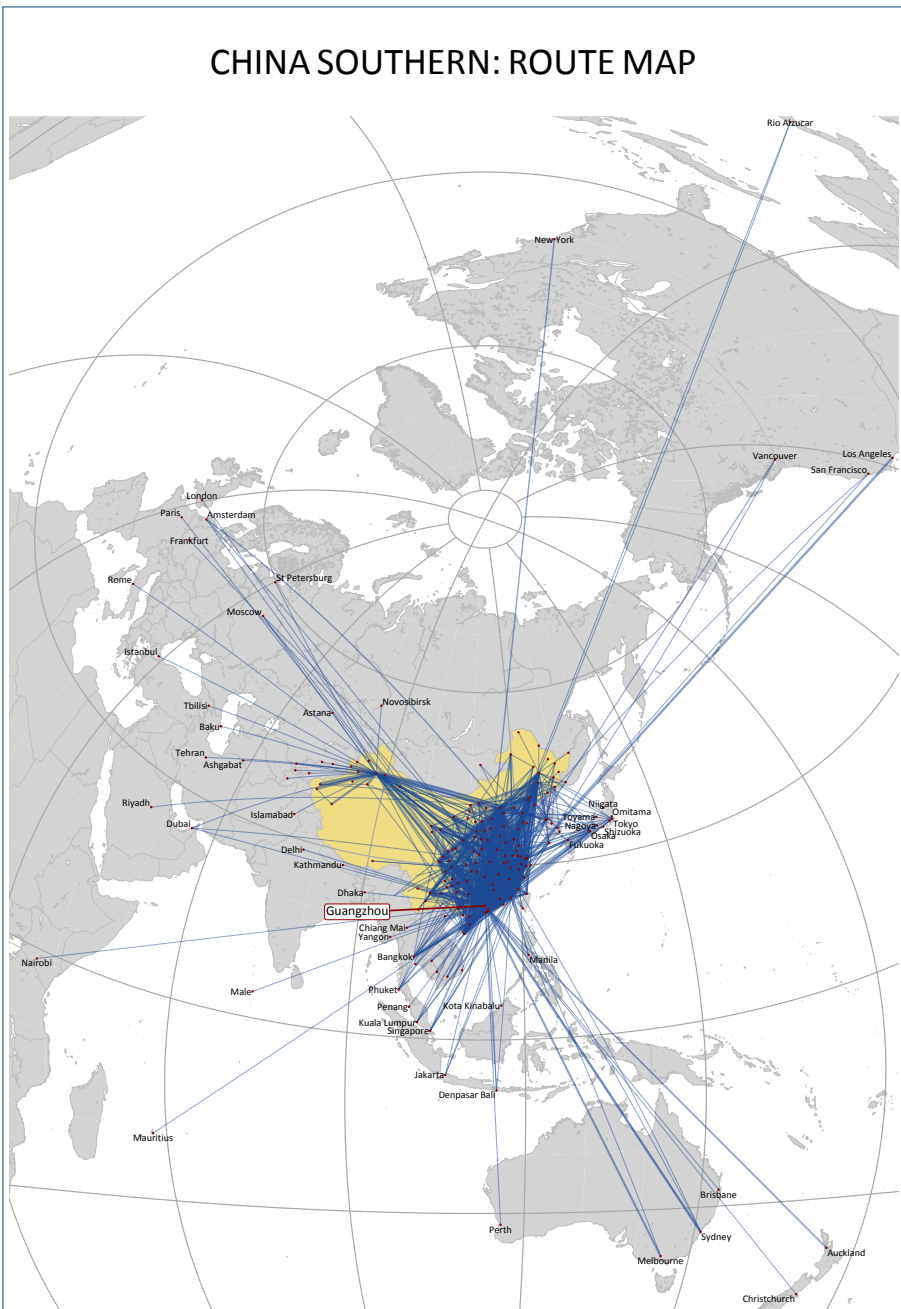 CHINA SOUTHERN: ROUTE MAP
Rio Alzucar
New York
Vancouver
Los Angeles
San Francisco
London
Paris
Amsterdam
Frankfurt
Rome
St Petersburg
Moscow
Istanbul
Tbilisi
Astana
Novosibirsk
Baku
Tehran
Ashgabat
Riyadh
Islamabad
Dubai
Niigata
Omitama
Toyama
Nagoya
Tokyo
Shizuoka
Osaka
Fukuoka
Delhi
Kathmandu
Dhaka
Guangzhou
Chiang Mai
Yangon
Bangkok
Manila
Nairobi
Male
Phuket
Penang
Kota Kinabalu
Kuala Lumpur
Singapore
Jakarta
Denpasar Bali
Mauritius
Brisbane
Perth
Sydney
Auckland
Melbourne
Christchurch